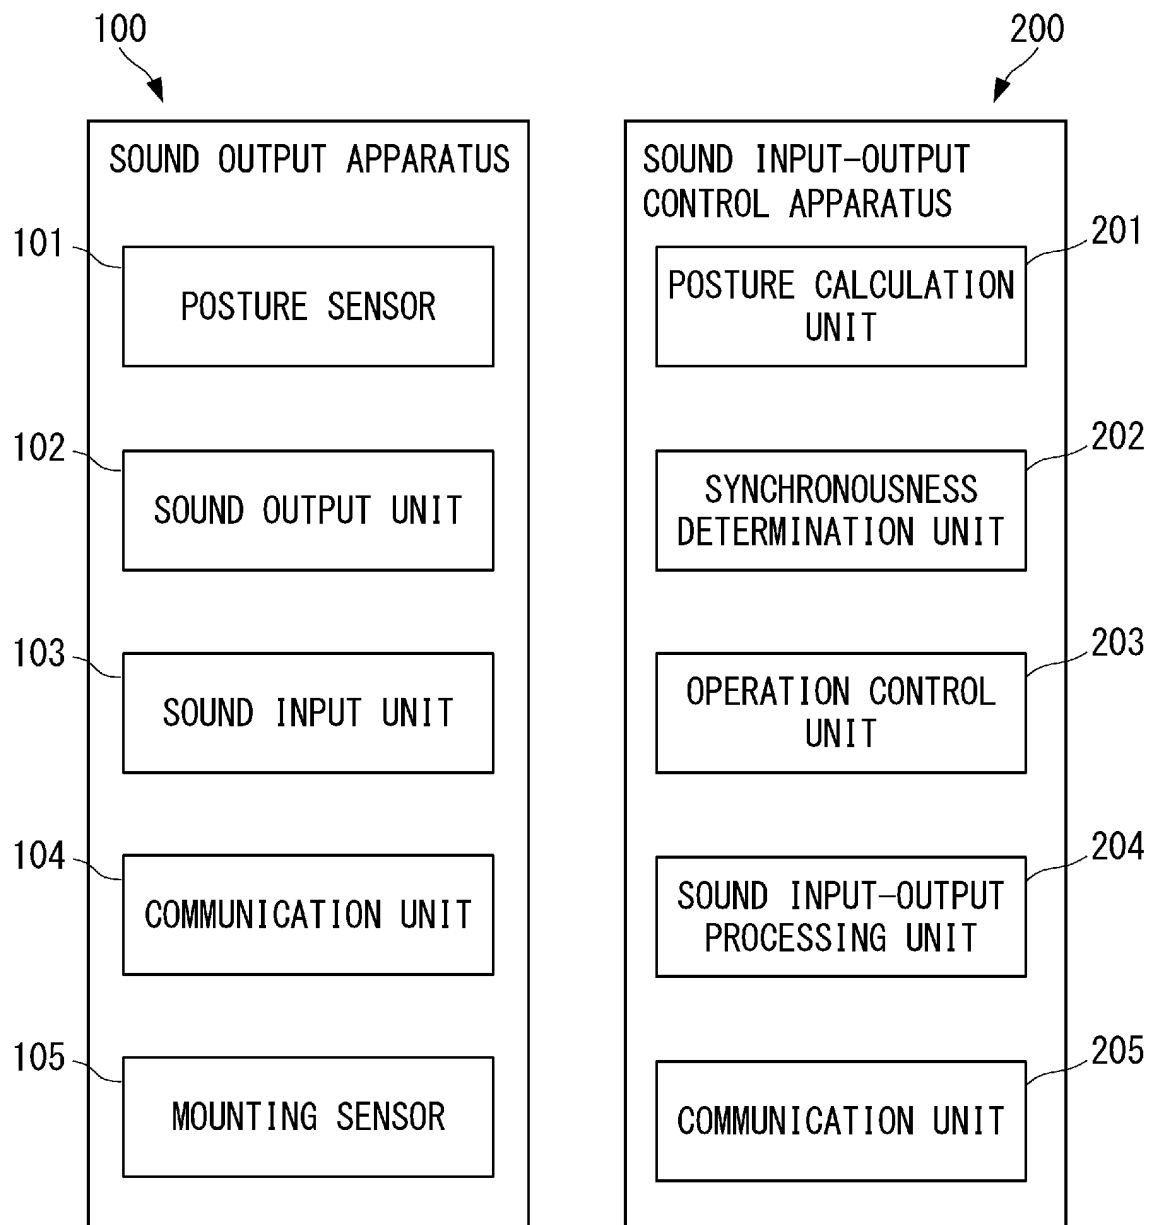 100
SOUND OUTPUT APPARATUS
101
POSTURE SENSOR
102
SOUND OUTPUT UNIT
103
SOUND INPUT UNIT
104
COMMUNICATION UNIT
105
MOUNTING SENSOR
200
SOUND INPUT-OUTPUT
CONTROL APPARATUS
201
POSTURE CALCULATION
UNIT
202
SYNCHRONOUSNESS
DETERMINATION UNIT
203
OPERATION CONTROL
UNIT
204
SOUND INPUT-OUTPUT
PROCESSING UNIT
205
COMMUNICATION UNIT